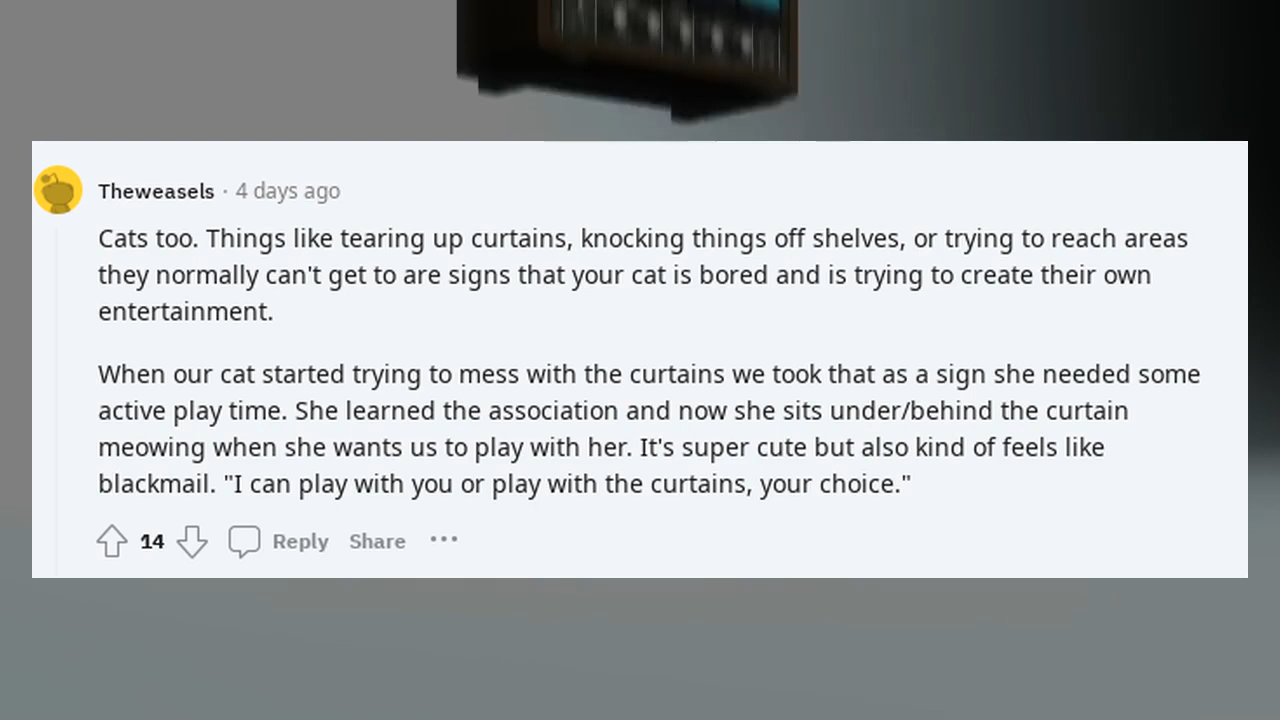 Theweasels · 4 days ago
Cats too. Things like tearing up curtains, knocking things off shelves, or trying to reach areas
they normally can't get to are signs that your cat is bored and is trying to create their own
entertainment.
When our cat started trying to mess with the curtains we took that as a sign she needed some
active play time. She learned the association and now she sits under/behind the curtain
meowing when she wants us to play with her. It's super cute but also kind of feels like
blackmail. "I can play with you or play with the curtains, your choice."
14 Reply Share •••